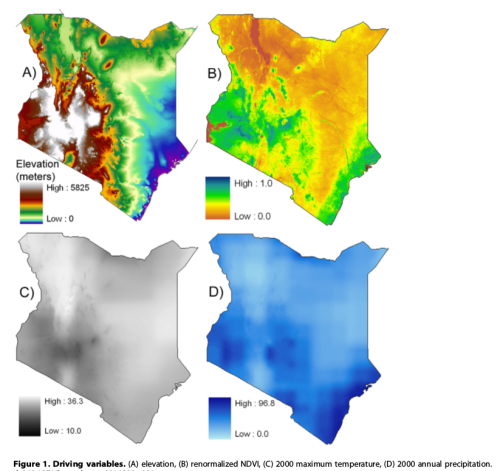 A)
B)
Elevation
(meters)
High : 5825
Low : 0
High : 1.0
Low : 0.0
C)
D)
High : 36.3
Low : 10.0
High : 96.8
Low : 0.0
Figure 1. Driving variables. (A) elevation, (B) renormalized NDVI, (C) 2000 maximum temperature, (D) 2000 annual precipitation.